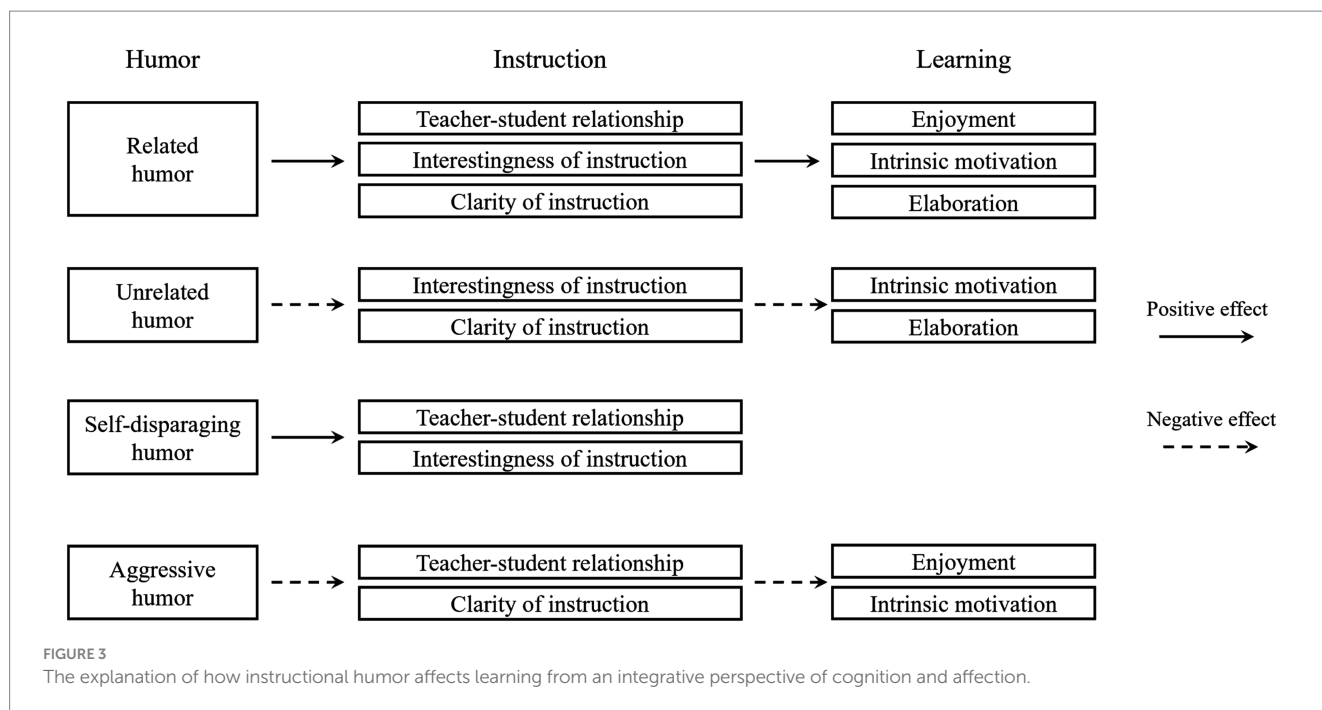 Humor Instruction Learning
Related
humor
Teacher-student relationship
Interestingness of instruction
Clarity of instruction
Enjoyment
Intrinsic motivation
Elaboration
Unrelated
humor
Interestingness of instruction
Clarity of instruction
Intrinsic motivation
Elaboration
Positive effect
Self-disparaging
humor
Teacher-student relationship
Interestingness of instruction
Negative effect
Aggressive
humor
Teacher-student relationship
Clarity of instruction
Enjoyment
Intrinsic motivation
FIGURE 3
The explanation of how instructional humor affects learning from an integrative perspective of cognition and affection.